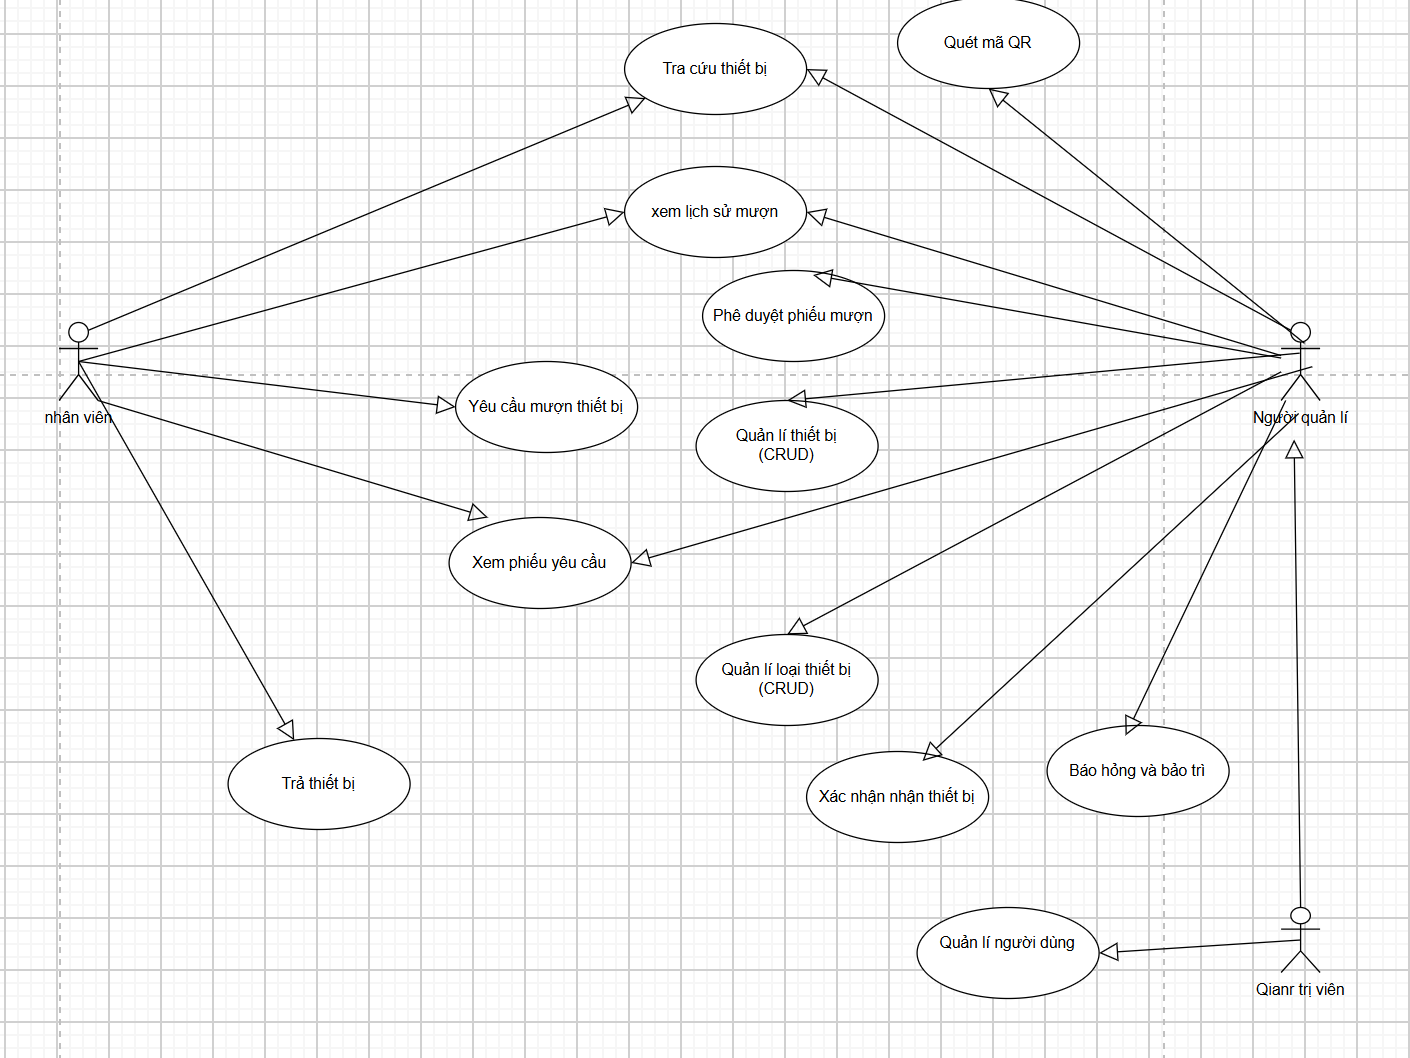 Quét mã QR
Tra cứu thiết bị
xem lịch sử mượn
Phê duyệt phiếu mượn
Yêu cầu mượn thiết bị
nhân viên
Người quản lí
Quản lí thiết bị
(CRUD)
Xem phiếu yêu cầu
Quản lí loại thiết bị
(CRUD)
Trả thiết bị
Xác nhận nhận thiết bị
Báo hỏng và bảo trì
Quản lí người dùng
Qianr trị viên